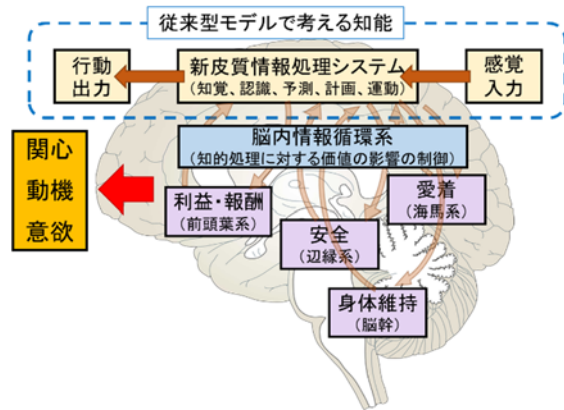 従来型モデルで考える知能
行動
出力
新皮質情報処理システム
(知覚、認識、予測、計画、運動)
感覚
入力
脳内情報循環系
(知的処理に対する価値の影響の制御)
関心
動機
意欲
利益・報酬
(前頭葉系)
愛着
(海馬系)
安全
(辺縁系)
身体維持
(脳幹)